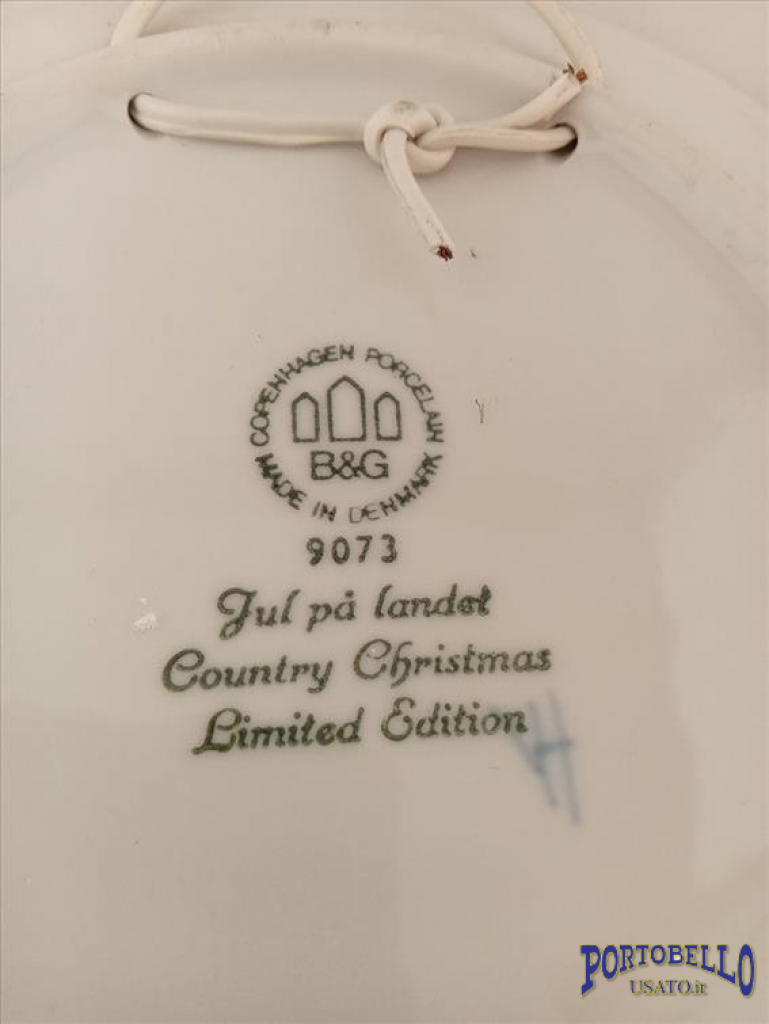 COPENHAGEN PORCELAIN
B&G
MADE IN DENMARK
9073
Jul på landet
Country Christmas
Limited Edition
PORTOBELLO
USATO.it